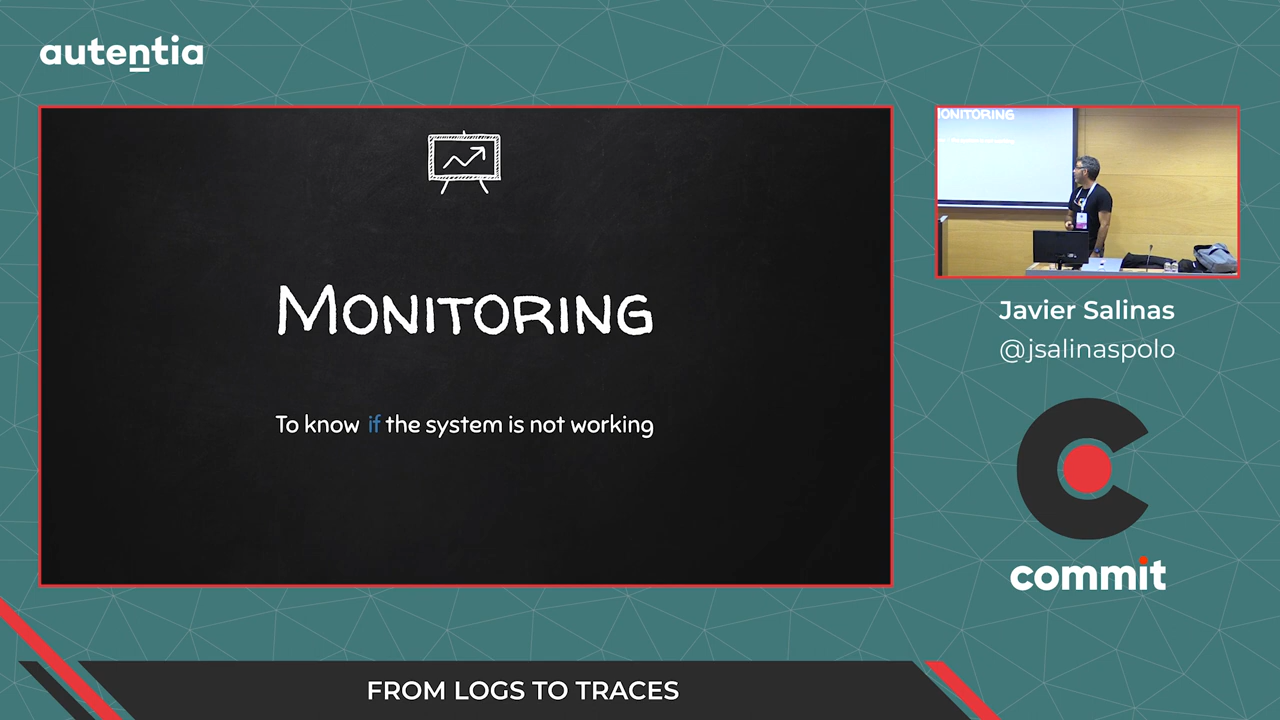 autentia
MONITORING
To know if the system is not working
MONITORING
Javier Salinas
@jsalinaspolo
commit
FROM LOGS TO TRACES